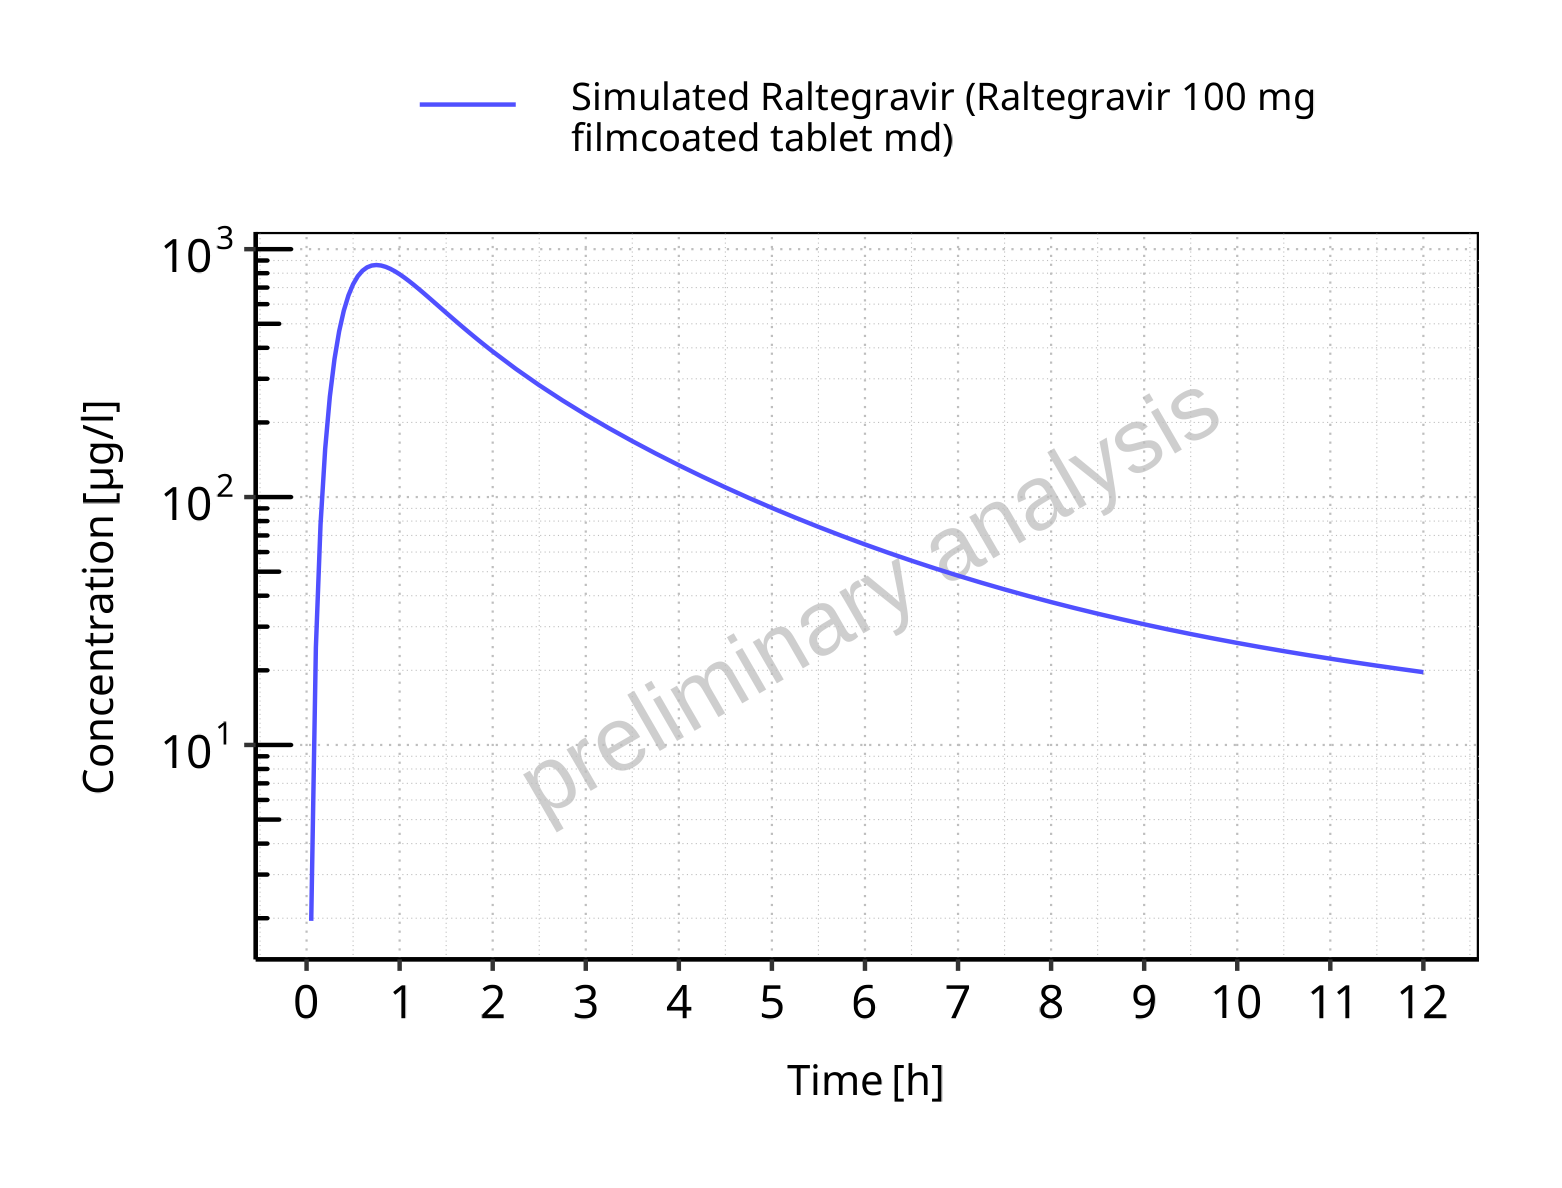 Simulated Raltegravir (Raltegravir 100 mg
filmcoated tablet md)
10³
10²
10¹
Concentration [µg/l]
preliminary analysis
0 1 2 3 4 5 6 7 8 9 10 11 12
Time [h]